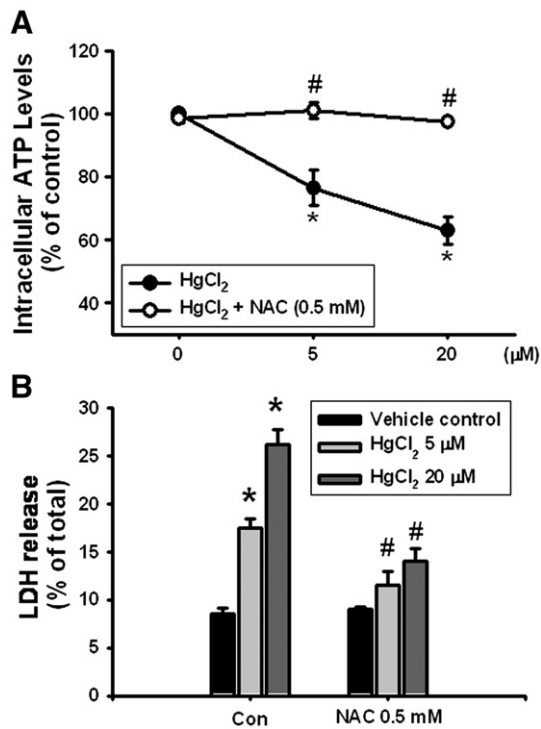 A
Intracellular ATP Levels
(% of control)
120
100
80
60
40
#
#
*
*
HgCl₂
HgCl₂ + NAC (0.5 mM)
0
5
20
(µM)
B
LDH release
(% of total)
30
25
20
15
10
5
0
*
*
#
#
Vehicle control
HgCl₂ 5 µM
HgCl₂ 20 µM
Con
NAC 0.5 mM